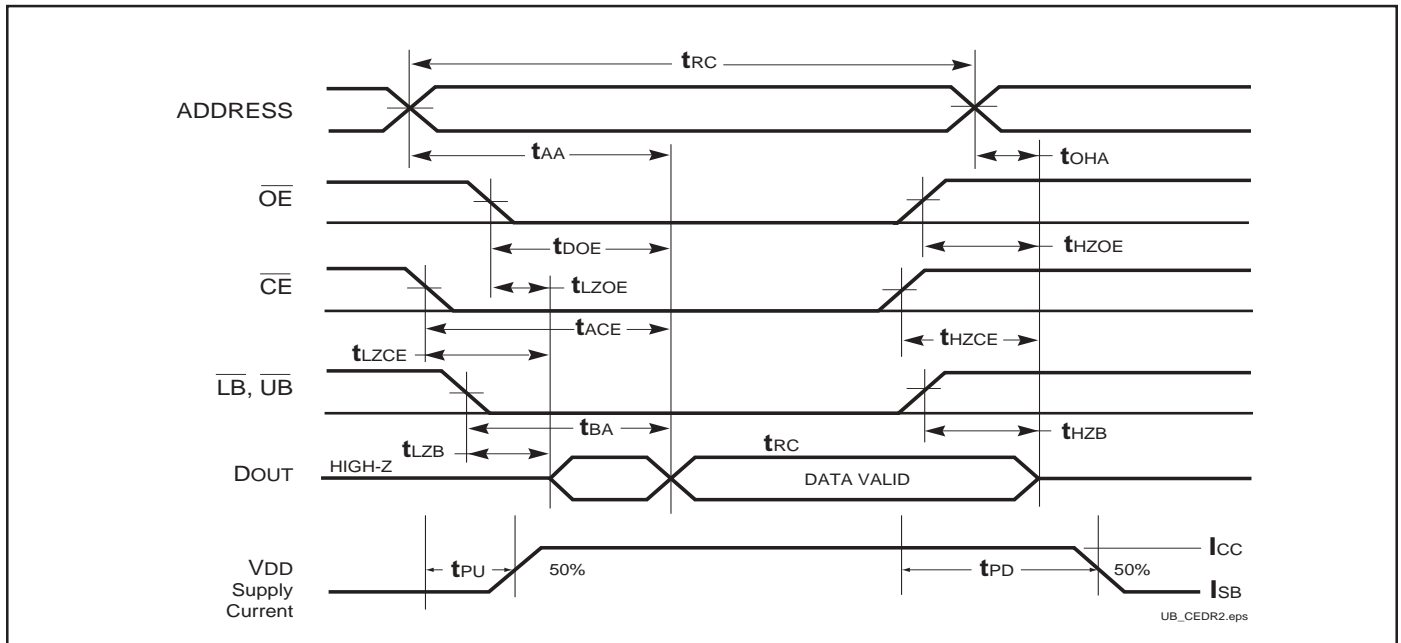 tRC
ADDRESS
tAA
tOHA
OE
tDOE
tHZOE
CE
tLZOE
tACE
tHZCE
tLZCE
LB, UB
tBA
tHZB
tLZB
tRC
DOUT
HIGH-Z
DATA VALID
ICC
VDD
Supply
Current
tPU
50%
tPD
50%
ISB
UB_CEDR2.eps